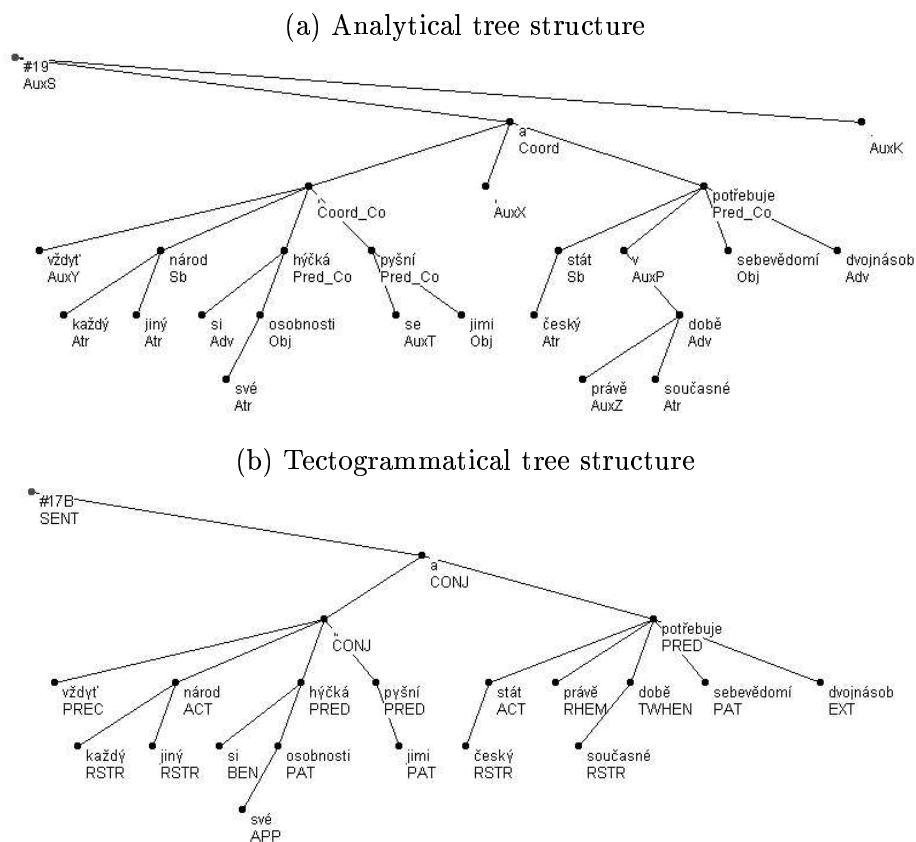 (a) Analytical tree structure
#19
AuxS
a
Coord
.
AuxK
,
Coord_Co
,
AuxX
potřebuje
Pred_Co
vždyť
AuxY
národ
Sb
hýčká
Pred_Co
pyšní
Pred_Co
stát
Sb
v
AuxP
sebevědomí
Obj
dvojnásob
Adv
každý
Atr
jiný
Atr
si
Adv
osobnosti
Obj
se
AuxT
jimi
Obj
český
Atr
době
Adv
své
Atr
právě
AuxZ
současné
Atr
(b) Tectogrammatical tree structure
#17B
SENT
a
CONJ
,
CONJ
potřebuje
PRED
vždyť
PREC
národ
ACT
hýčká
PRED
pyšní
PRED
stát
ACT
právě
RHEM
době
TWHEN
sebevědomí
PAT
dvojnásob
EXT
každý
RSTR
jiný
RSTR
si
BEN
osobnosti
PAT
jimi
PAT
český
RSTR
současné
RSTR
své
APP